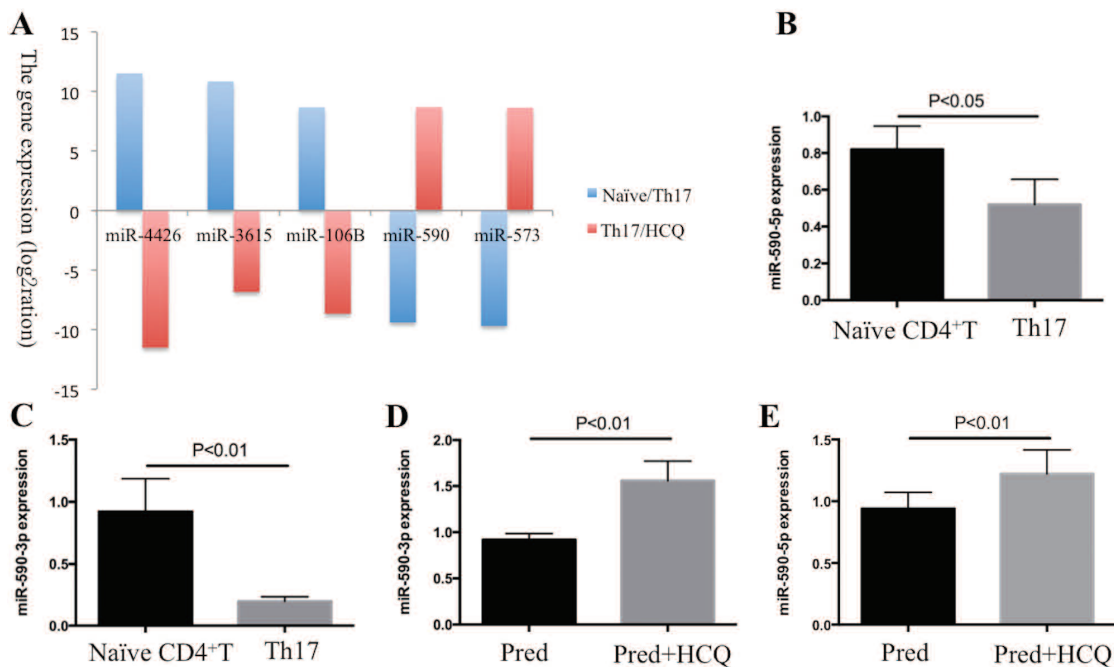 A
The gene expression (log2ration)
15
10
5
0
-5
-10
-15
miR-4426 miR-3615 miR-106B miR-590 miR-573
Naïve/Th17
Th17/HCQ
B
P<0.05
miR-590-5p expression
1.0
0.8
0.6
0.4
0.2
0.0
Naïve CD4+T Th17
C
P<0.01
miR-590-3p expression
1.5
1.0
0.5
0.0
Naïve CD4+T Th17
D
P<0.01
miR-590-3p expression
2.0
1.5
1.0
0.5
0.0
Pred Pred+HCQ
E
P<0.01
miR-590-5p expression
1.5
1.0
0.5
0.0
Pred Pred+HCQ